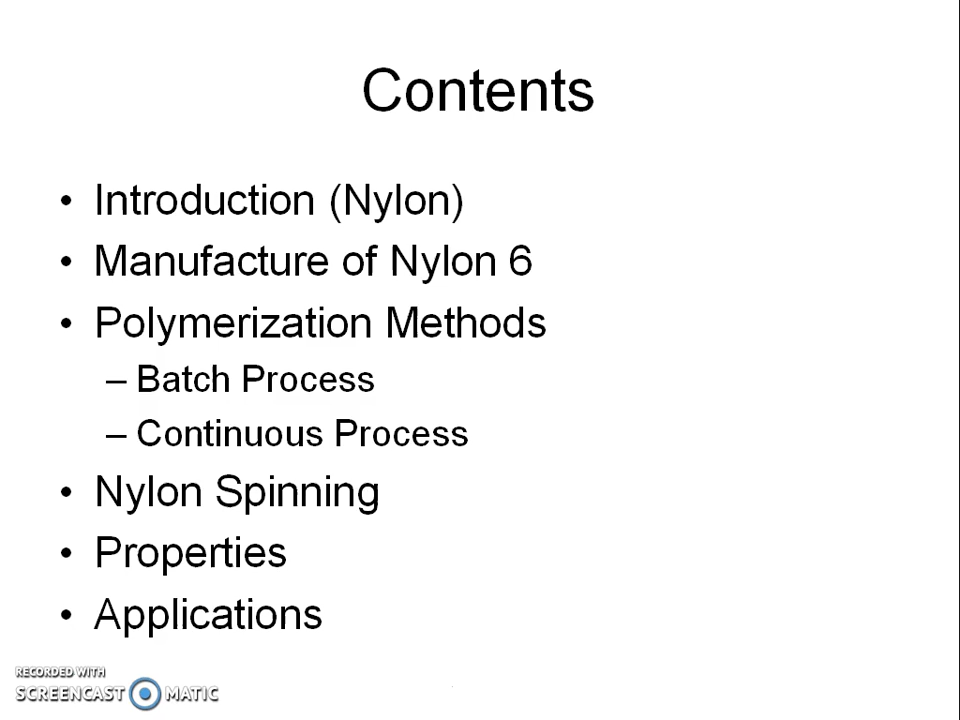 Contents
• Introduction (Nylon)
• Manufacture of Nylon 6
• Polymerization Methods
– Batch Process
– Continuous Process
• Nylon Spinning
• Properties
• Applications
RECORDED WITH
SCREENCAST MATIC